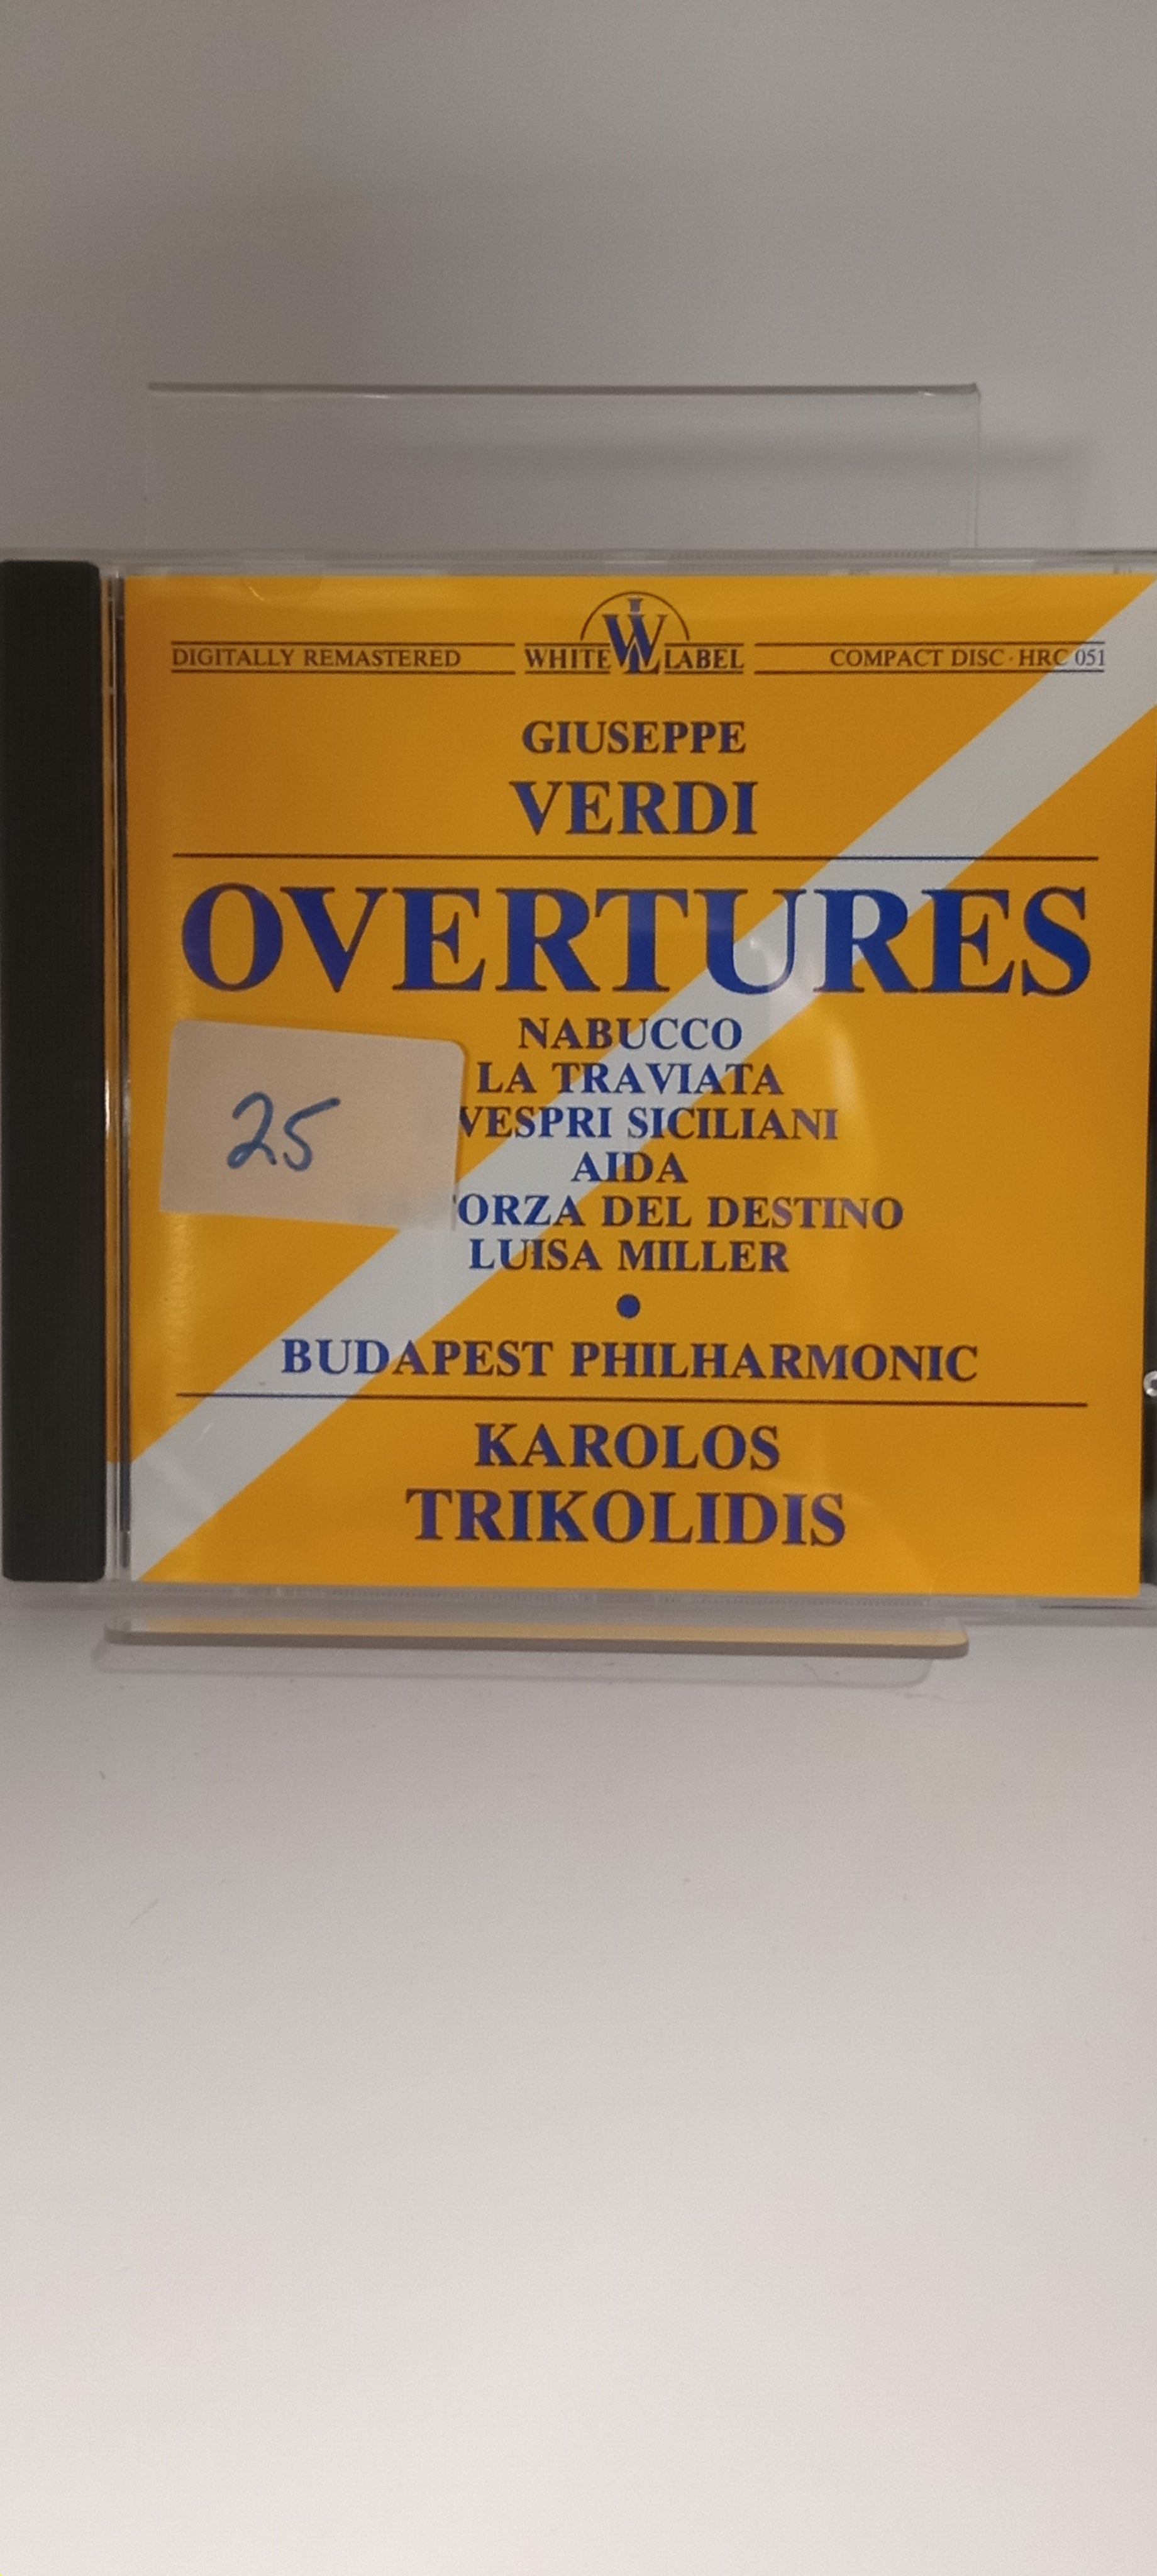 DIGITALLY REMASTERED
WL
WHITE LABEL
COMPACT DISC · HRC 051
GIUSEPPE
VERDI
OVERTURES
NABUCCO
LA TRAVIATA
VESPRI SICILIANI
AIDA
ORZA DEL DESTINO
LUISA MILLER
BUDAPEST PHILHARMONIC
KAROLOS
TRIKOLIDIS
25